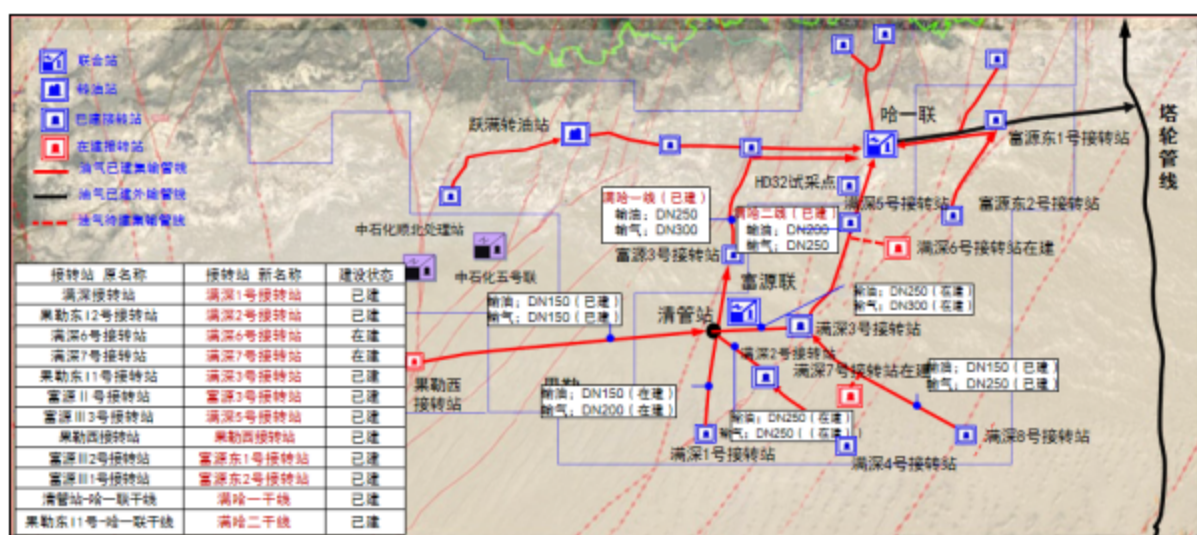 联合站
转油站
已建接转站
在建接转站
油气已建集输管线
油气已建外输管线
油气待建集输管线
跃满转油站
哈一联
富源东1号接转站
塔轮管线
HD32试采点
满深5号接转站
富源东2号接转站
满哈一线（已建）
输油：DN250
输气：DN300
满哈二线（已建）
输油：DN200
输气：DN250
中石化顺北处理站
中石化五号联
富源3号接转站
满深6号接转站在建
富源联
清管站
输油：DN250（在建）
输气：DN300（在建）
输油：DN150（已建）
输气：DN150（已建）
满深3号接转站
满深2号接转站
满深7号接转站在建
输油：DN150（已建）
输气：DN250（已建）
果勒西
接转站
果勒
输油：DN150（在建）
输气：DN200（在建）
输油：DN250（在建）
输气：DN250（（在建））
满深1号接转站
满深4号接转站
满深8号接转站
接转站 原名称 接转站 新名称 建设状态
满深接转站 满深1号接转站 已建
果勒东I2号接转站 满深2号接转站 已建
满深6号接转站 满深6号接转站 在建
满深7号接转站 满深7号接转站 在建
果勒东I1号接转站 满深3号接转站 已建
富源II号接转站 富源3号接转站 已建
富源III3号接转站 满深5号接转站 已建
果勒西接转站 果勒西接转站 已建
富源III2号接转站 富源东1号接转站 已建
富源III1号接转站 富源东2号接转站 已建
清管站-哈一联干线 满哈一干线 已建
果勒东I1号-哈一联干线 满哈二干线 已建